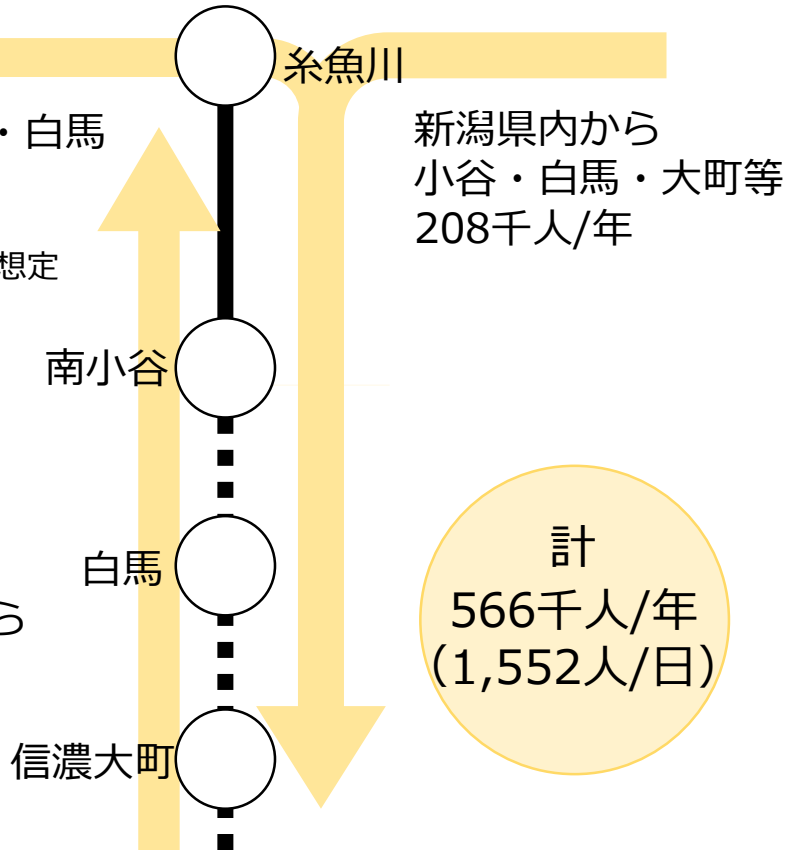 糸魚川
・白馬
新潟県内から
小谷・白馬・大町等
208千人/年
想定
南小谷
計
566千人/年
(1,552人/日)
白馬
ら
信濃大町